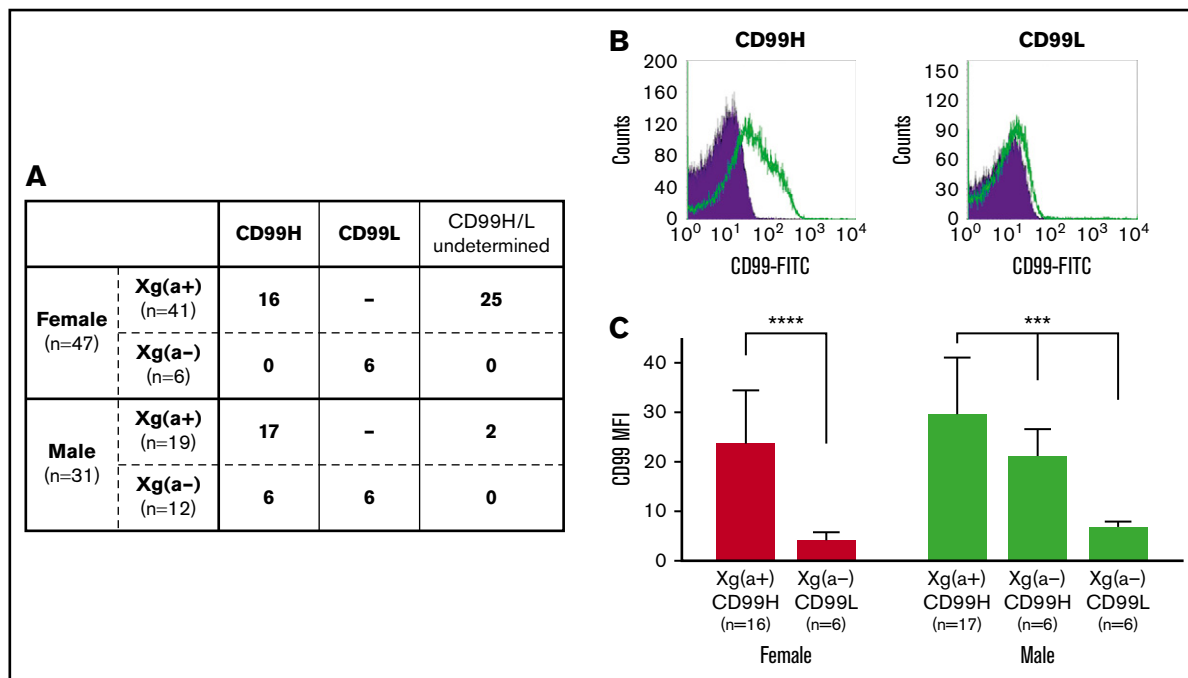 A
CD99H CD99L CD99H/L
undetermined
Female
(n=47)
Xg(a+)
(n=41)
16 – 25
Xg(a–)
(n=6)
0 6 0
Male
(n=31)
Xg(a+)
(n=19)
17 – 2
Xg(a–)
(n=12)
6 6 0
B
CD99H
Counts
200
160
120
80
40
0
10⁰ 10¹ 10² 10³ 10⁴
CD99-FITC
CD99L
Counts
150
120
90
60
30
0
10⁰ 10¹ 10² 10³ 10⁴
CD99-FITC
C
CD99 MFI
40
30
20
10
0
**** ***
Xg(a+) Xg(a–) Xg(a+) Xg(a–) Xg(a–)
CD99H CD99L CD99H CD99H CD99L
(n=16) (n=6) (n=17) (n=6) (n=6)
Female Male